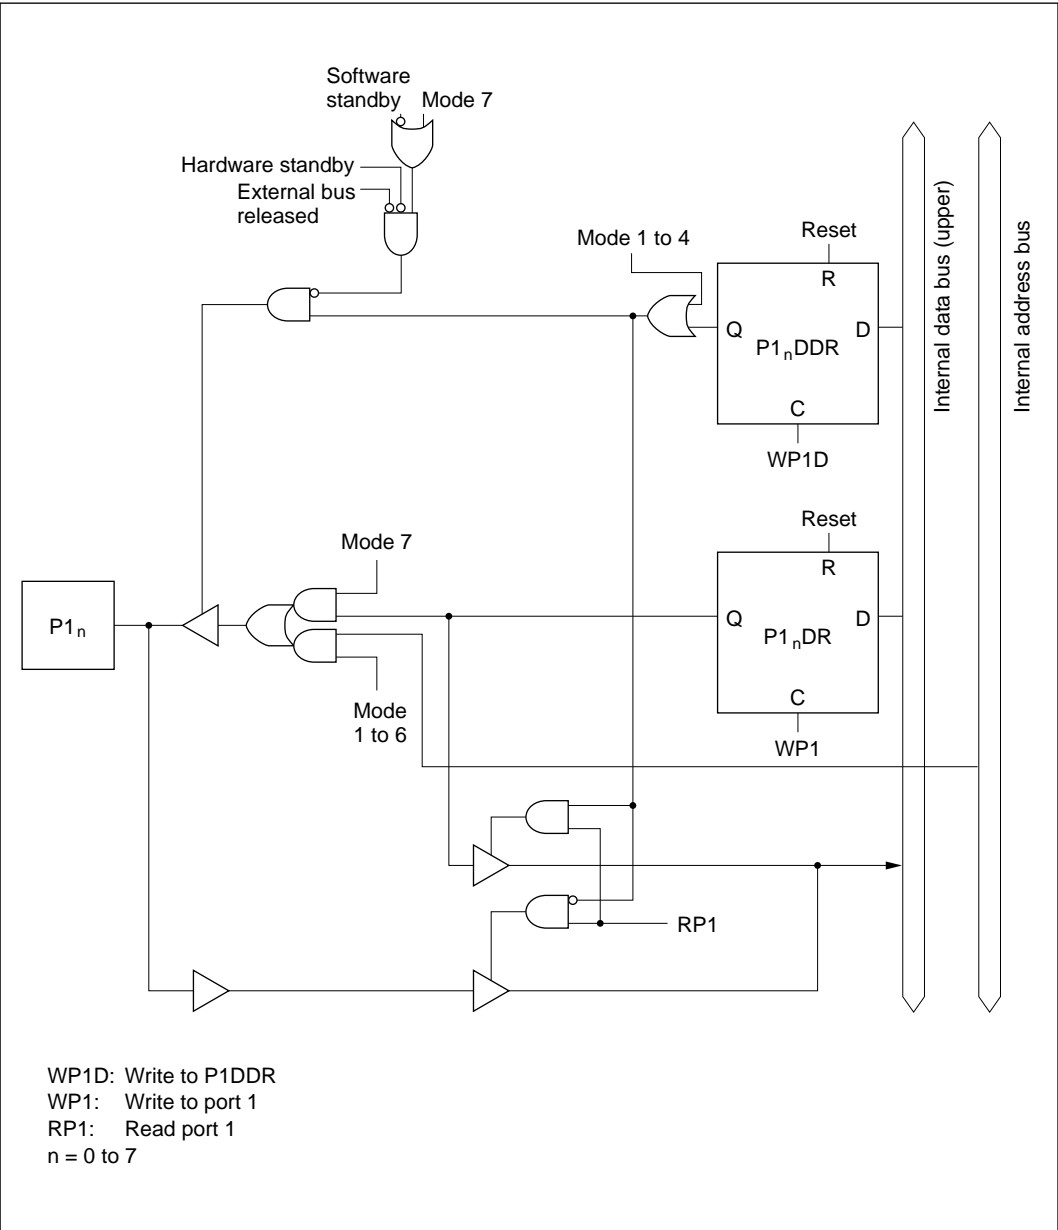 Software
standby
Mode 7
Hardware standby
External bus
released
Mode 1 to 4
Reset
R
Q
D
P1nDDR
C
WP1D
Internal data bus (upper)
Internal address bus
Reset
R
Mode 7
P1n
Q
D
P1nDR
C
WP1
Mode
1 to 6
RP1
WP1D: Write to P1DDR
WP1: Write to port 1
RP1: Read port 1
n = 0 to 7